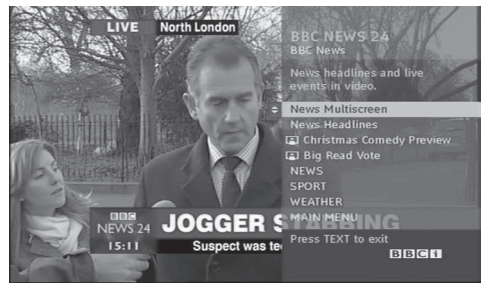 LIVE North London
BBC NEWS 24
BBC News
News headlines and live
events in video.
News Multiscreen
News Headlines
Christmas Comedy Preview
Big Read Vote
NEWS
SPORT
WEATHER
MAIN MENU
Press TEXT to exit
BBCi
BBC
NEWS 24
15:11
JOGGER STABBING
Suspect was